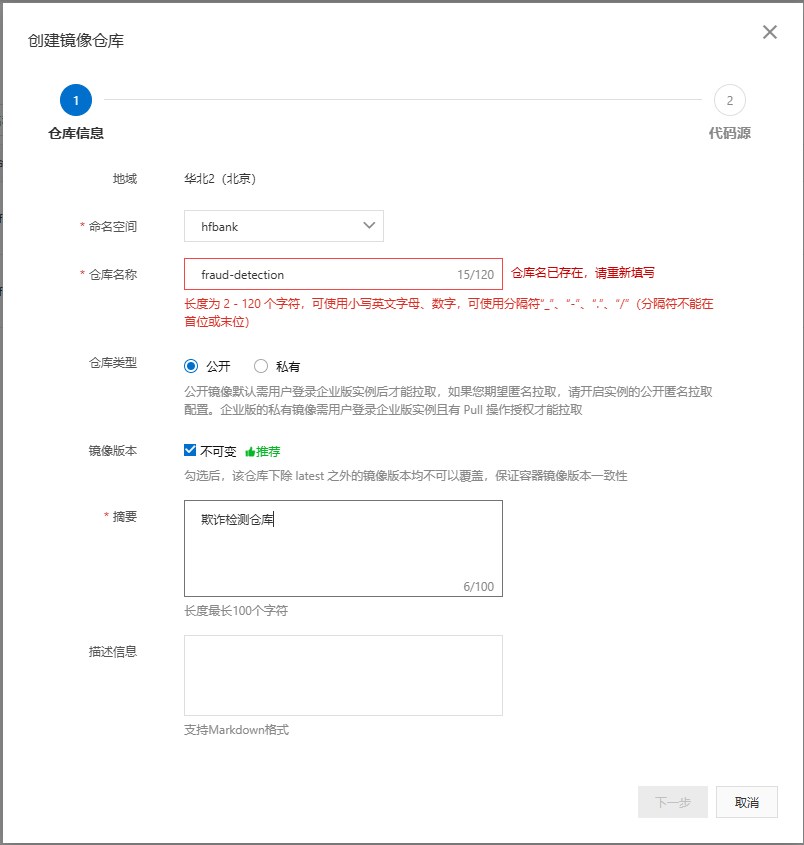 创建镜像仓库
1
2
仓库信息
代码源
地域
华北2（北京）
* 命名空间
hfbank
* 仓库名称
fraud-detection
15/120
仓库名已存在，请重新填写
长度为 2 - 120 个字符，可使用小写英文字母、数字，可使用分隔符“_”、“-”、“.”、“/”（分隔符不能在
首位或末位）
仓库类型
公开
私有
公开镜像默认需用户登录企业版实例后才能拉取，如果您期望匿名拉取，请开启实例的公开匿名拉取
配置。企业版的私有镜像需用户登录企业版实例且有 Pull 操作授权才能拉取
镜像版本
不可变
推荐
勾选后，该仓库下除 latest 之外的镜像版本均不可以覆盖，保证容器镜像版本一致性
* 摘要
欺诈检测仓库
6/100
长度最长100个字符
描述信息
支持Markdown格式
下一步
取消